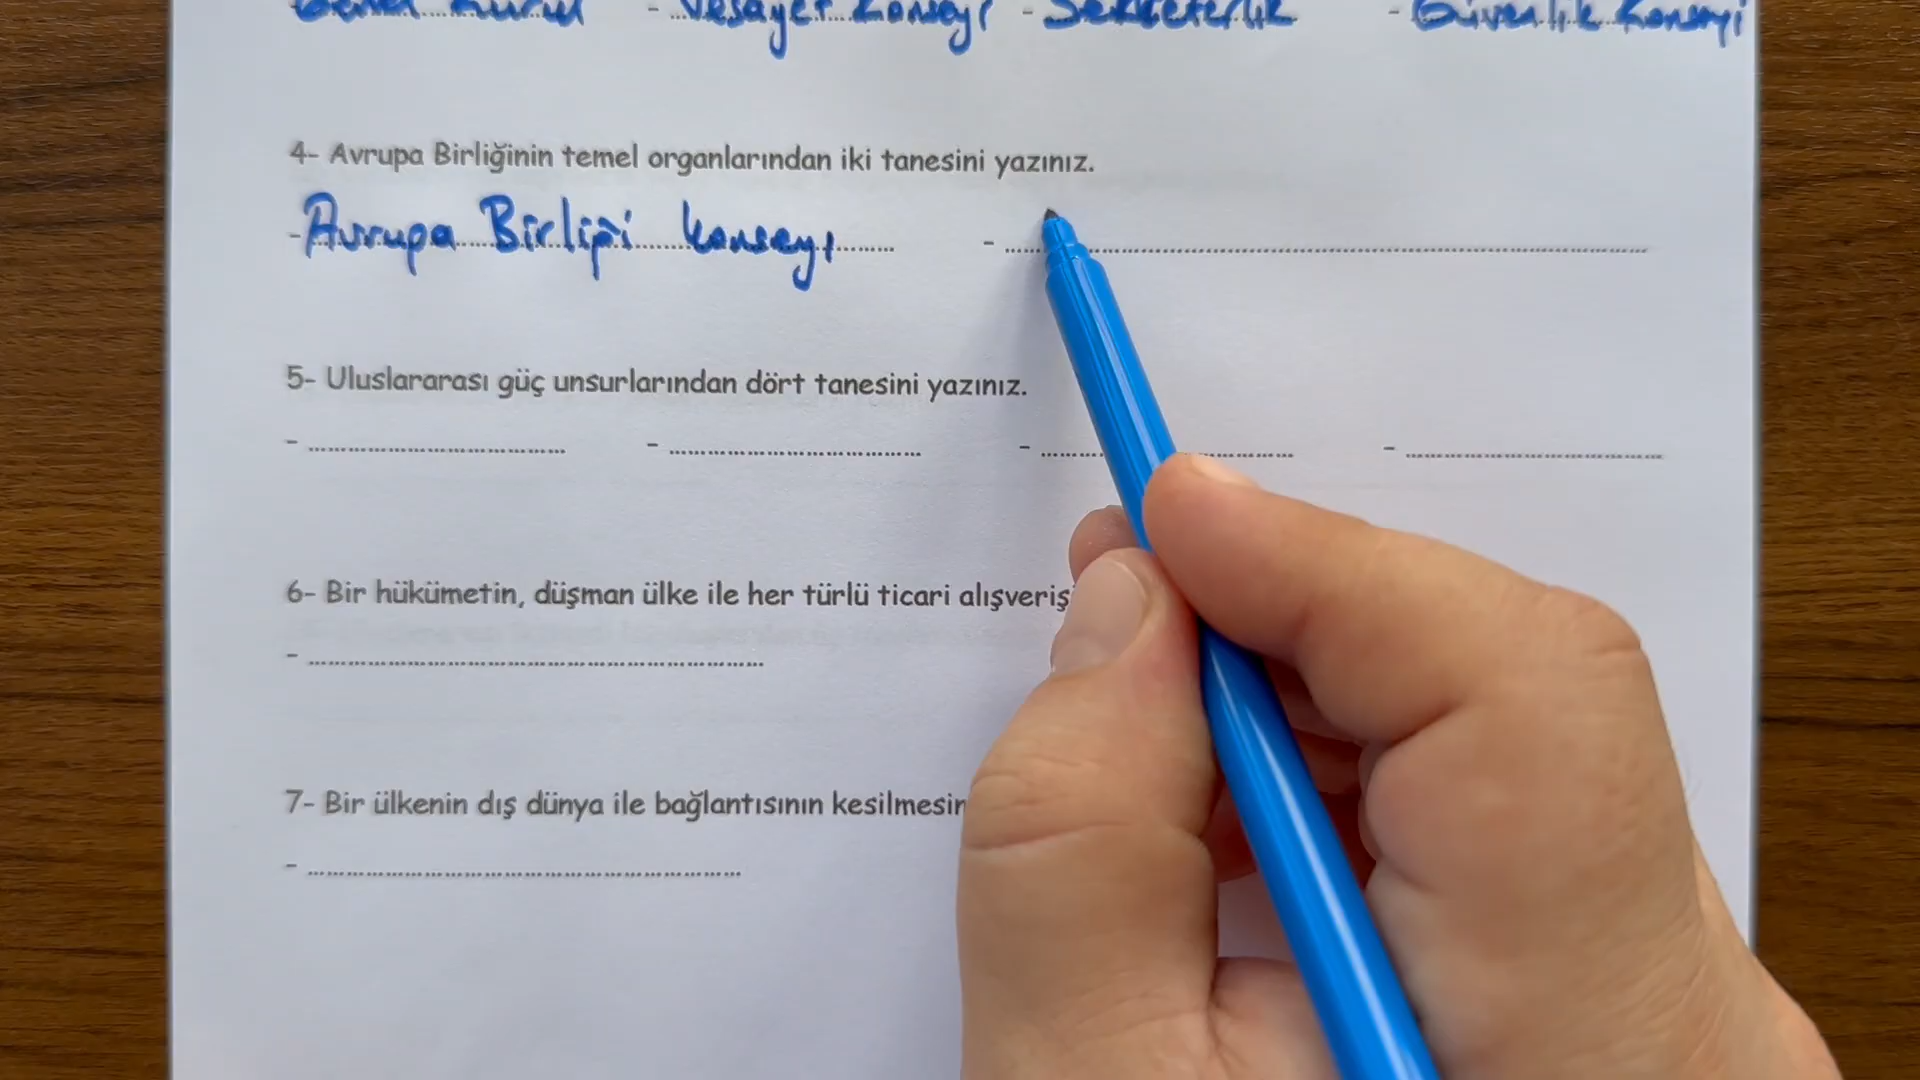 Genel Kurul - Vesayet Konseyi - Sekreterlik - Güvenlik Konseyi
4- Avrupa Birliğinin temel organlarından iki tanesini yazınız.
- Avrupa Birliği Konseyi -
5- Uluslararası güç unsurlarından dört tanesini yazınız.
- - - -
6- Bir hükümetin, düşman ülke ile her türlü ticari alışveriş
-
7- Bir ülkenin dış dünya ile bağlantısının kesilmesin
-